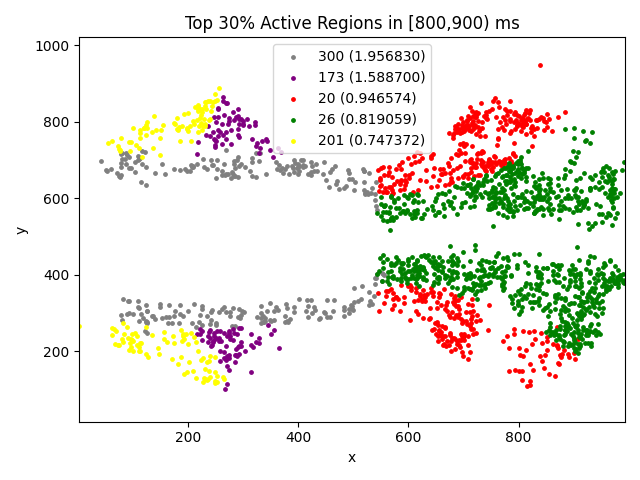 Top 30% Active Regions in [800,900) ms
300 (1.956830)
173 (1.588700)
20 (0.946574)
26 (0.819059)
201 (0.747372)
1000
800
600
400
200
y
200 400 600 800
x